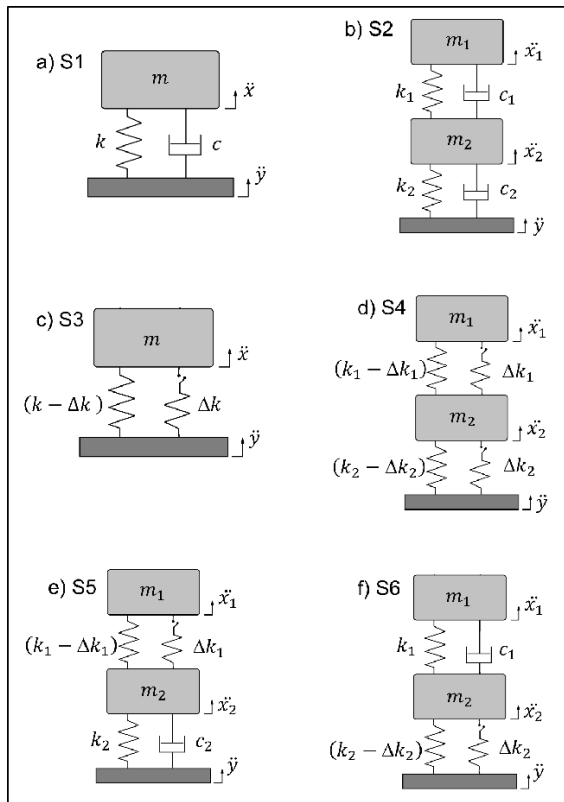 a) S1
m
ẍ
k
c
ÿ
b) S2
m₁
ẍ₁
k₁
c₁
m₂
ẍ₂
k₂
c₂
ÿ
c) S3
m
ẍ
(k − Δk)
Δk
ÿ
d) S4
m₁
ẍ₁
(k₁ − Δk₁)
Δk₁
m₂
ẍ₂
(k₂ − Δk₂)
Δk₂
ÿ
e) S5
m₁
ẍ₁
(k₁ − Δk₁)
Δk₁
m₂
ẍ₂
k₂
c₂
ÿ
f) S6
m₁
ẍ₁
k₁
c₁
m₂
ẍ₂
(k₂ − Δk₂)
Δk₂
ÿ